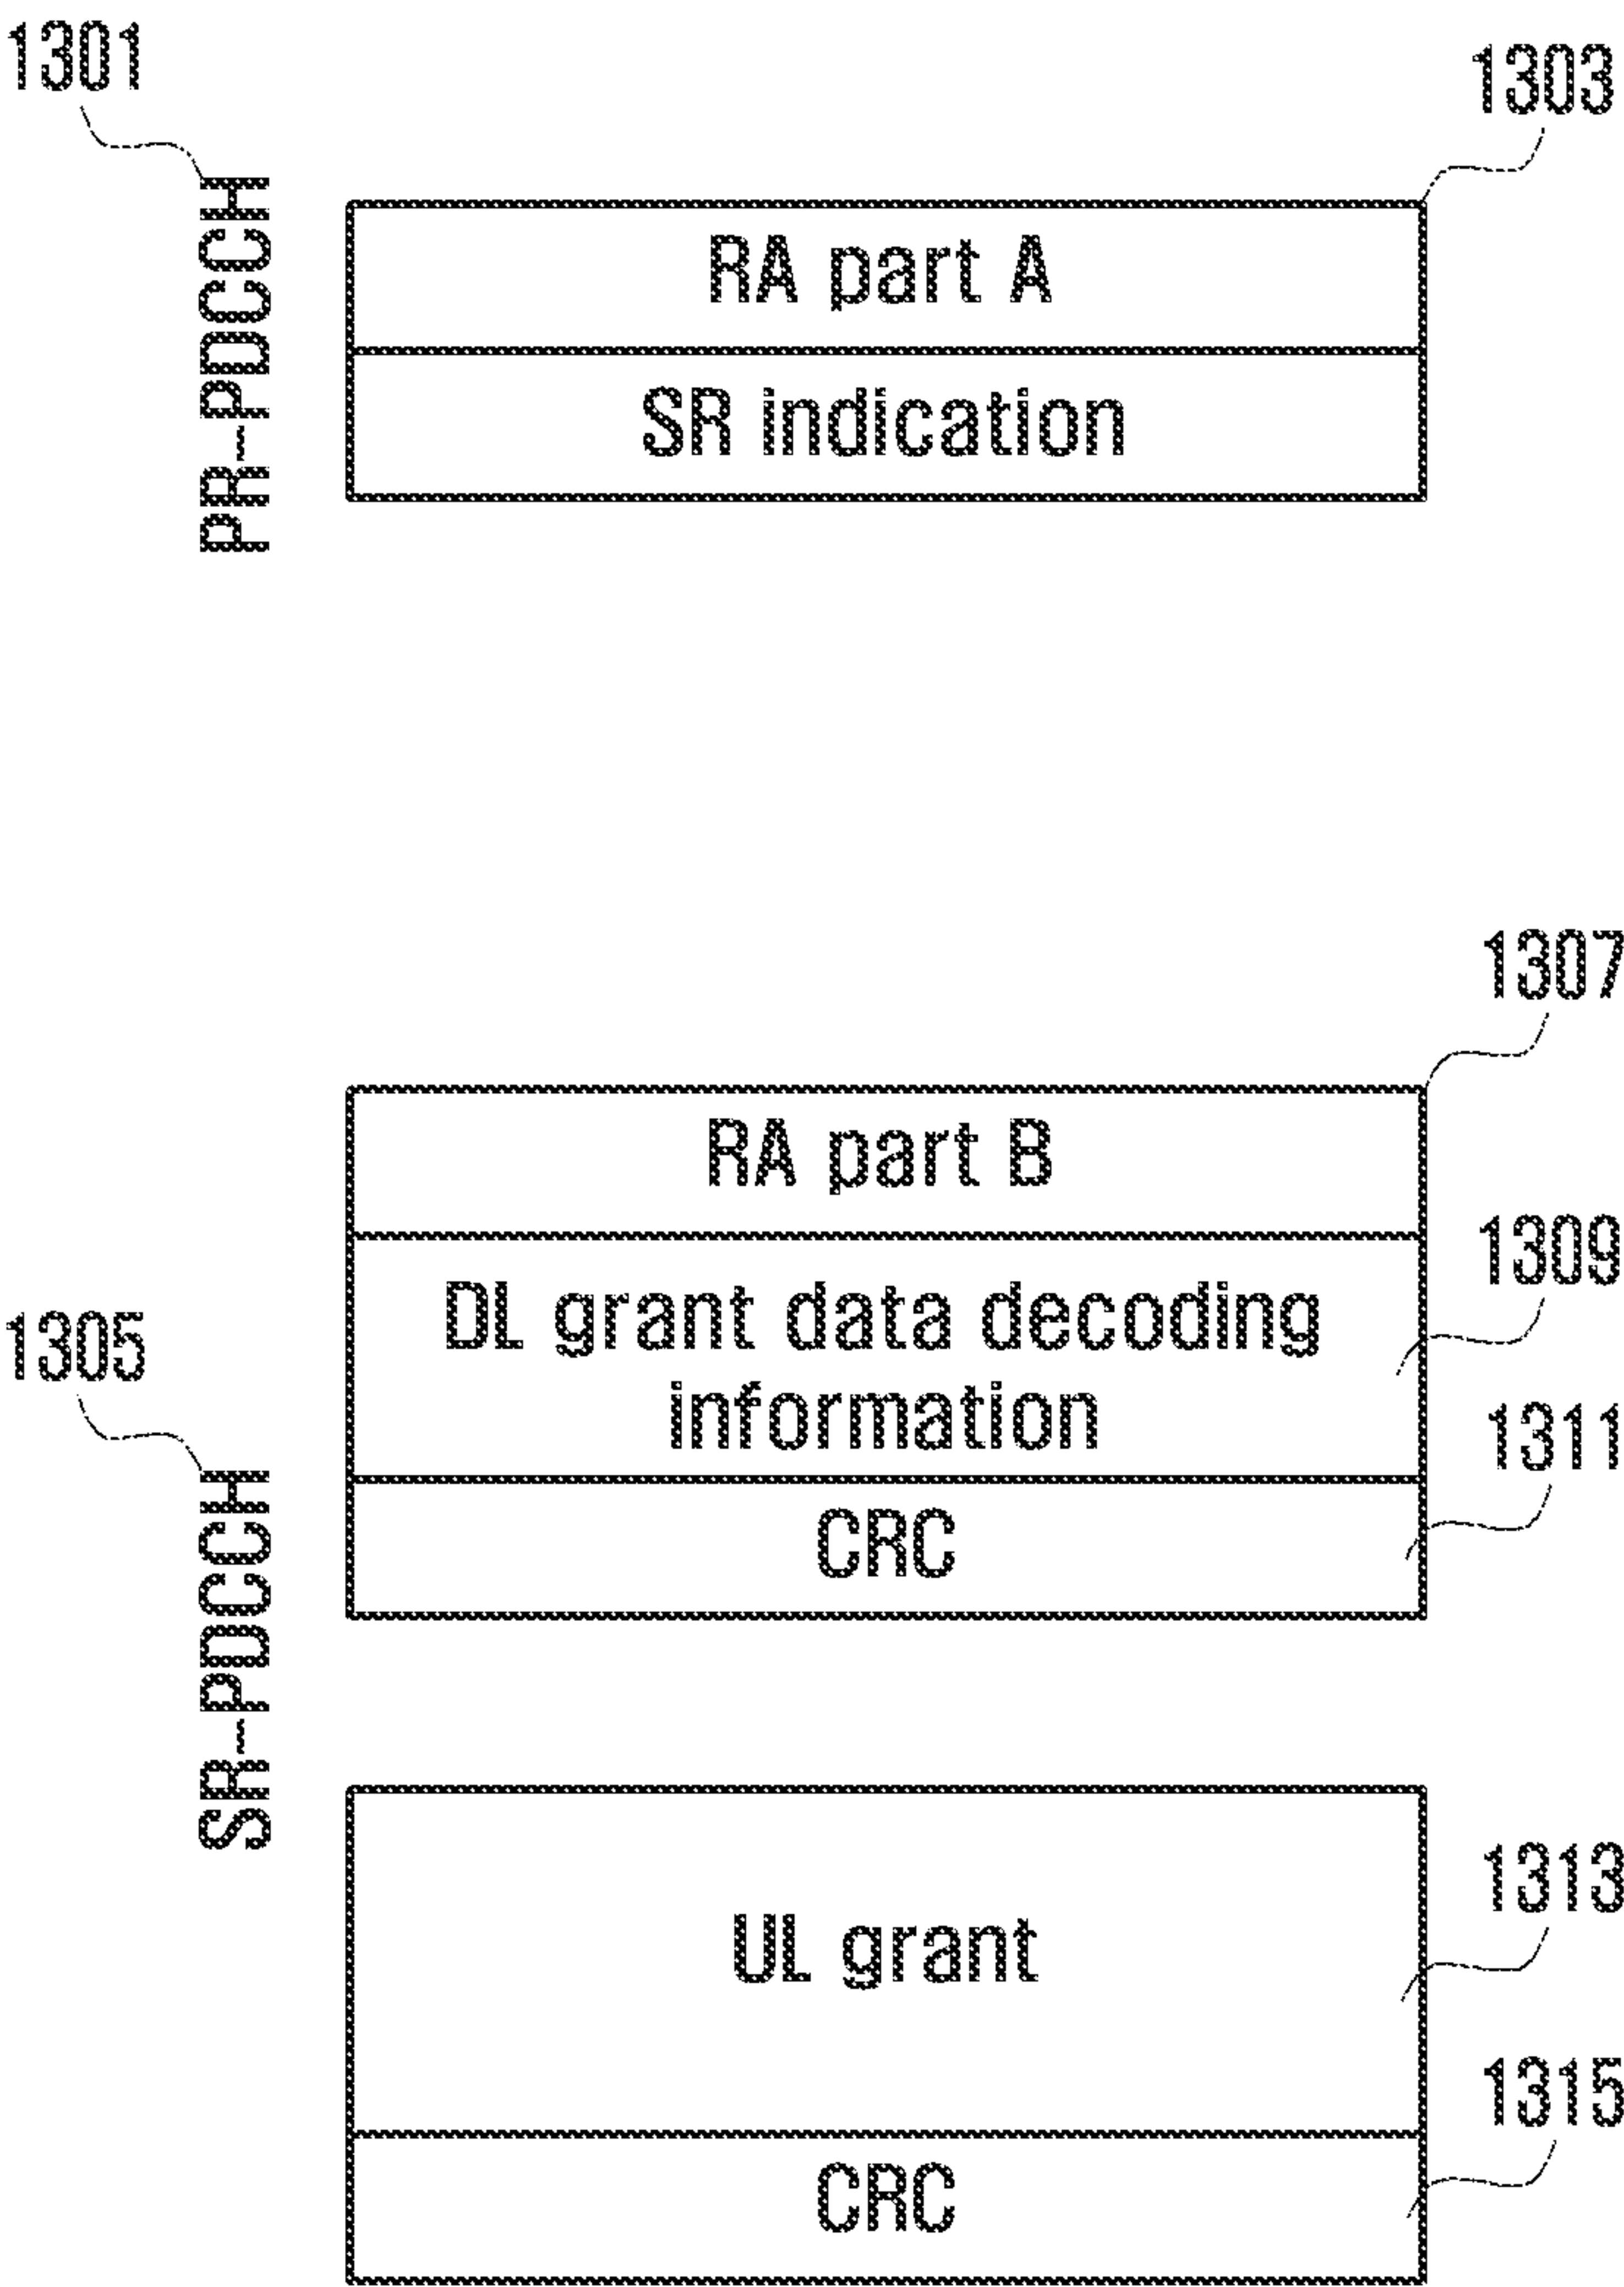 1301
1303
PR-PDCCH
RA part A
SR indication
1307
RA part B
1309
DL grant data decoding
information
1305
1311
CRC
SR-PDCCH
1313
UL grant
1315
CRC